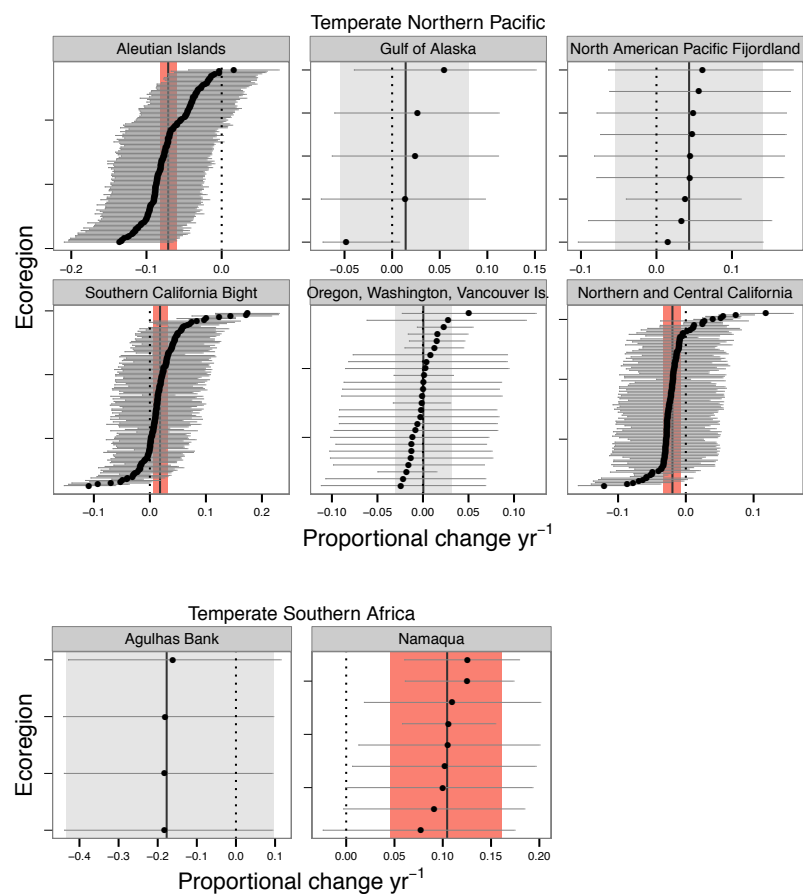 Temperate Northern Pacific
Aleutian Islands
Gulf of Alaska
North American Pacific Fijordland
−0.2 −0.1 0.0
−0.05 0.00 0.05 0.10 0.15
−0.1 0.0 0.1
Ecoregion
Southern California Bight
Oregon, Washington, Vancouver Is.
Northern and Central California
−0.1 0.0 0.1 0.2
−0.10 −0.05 0.00 0.05 0.10
−0.1 0.0 0.1
Proportional change yr⁻¹
Temperate Southern Africa
Agulhas Bank
Namaqua
Ecoregion
−0.4 −0.3 −0.2 −0.1 0.0 0.1
0.00 0.05 0.10 0.15 0.20
Proportional change yr⁻¹